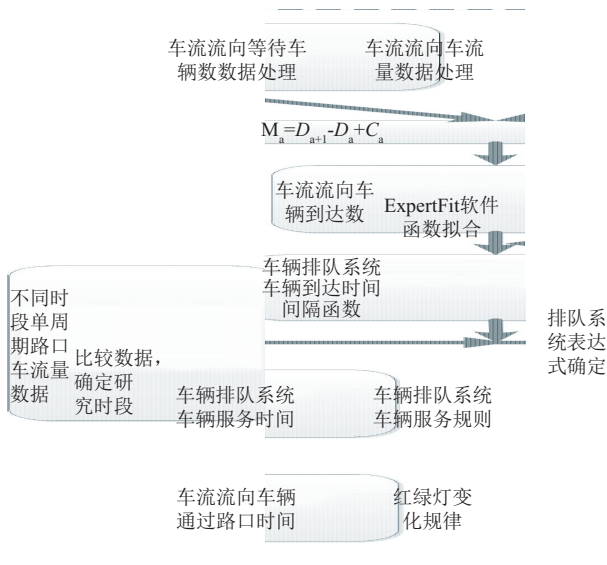 车流流向等待车
辆数数据处理
车流流向车流
量数据处理
Mₐ=Dₐ₊₁-Dₐ+Cₐ
车流流向车
辆到达数
ExpertFit软件
函数拟合
车辆排队系统
车辆到达时间
间隔函数
不同时
段单周
期路口
车流量
数据
比较数据，
确定研
究时段
排队系
统表达
式确定
车辆排队系统
车辆服务时间
车辆排队系统
车辆服务规则
车流流向车辆
通过路口时间
红绿灯变
化规律